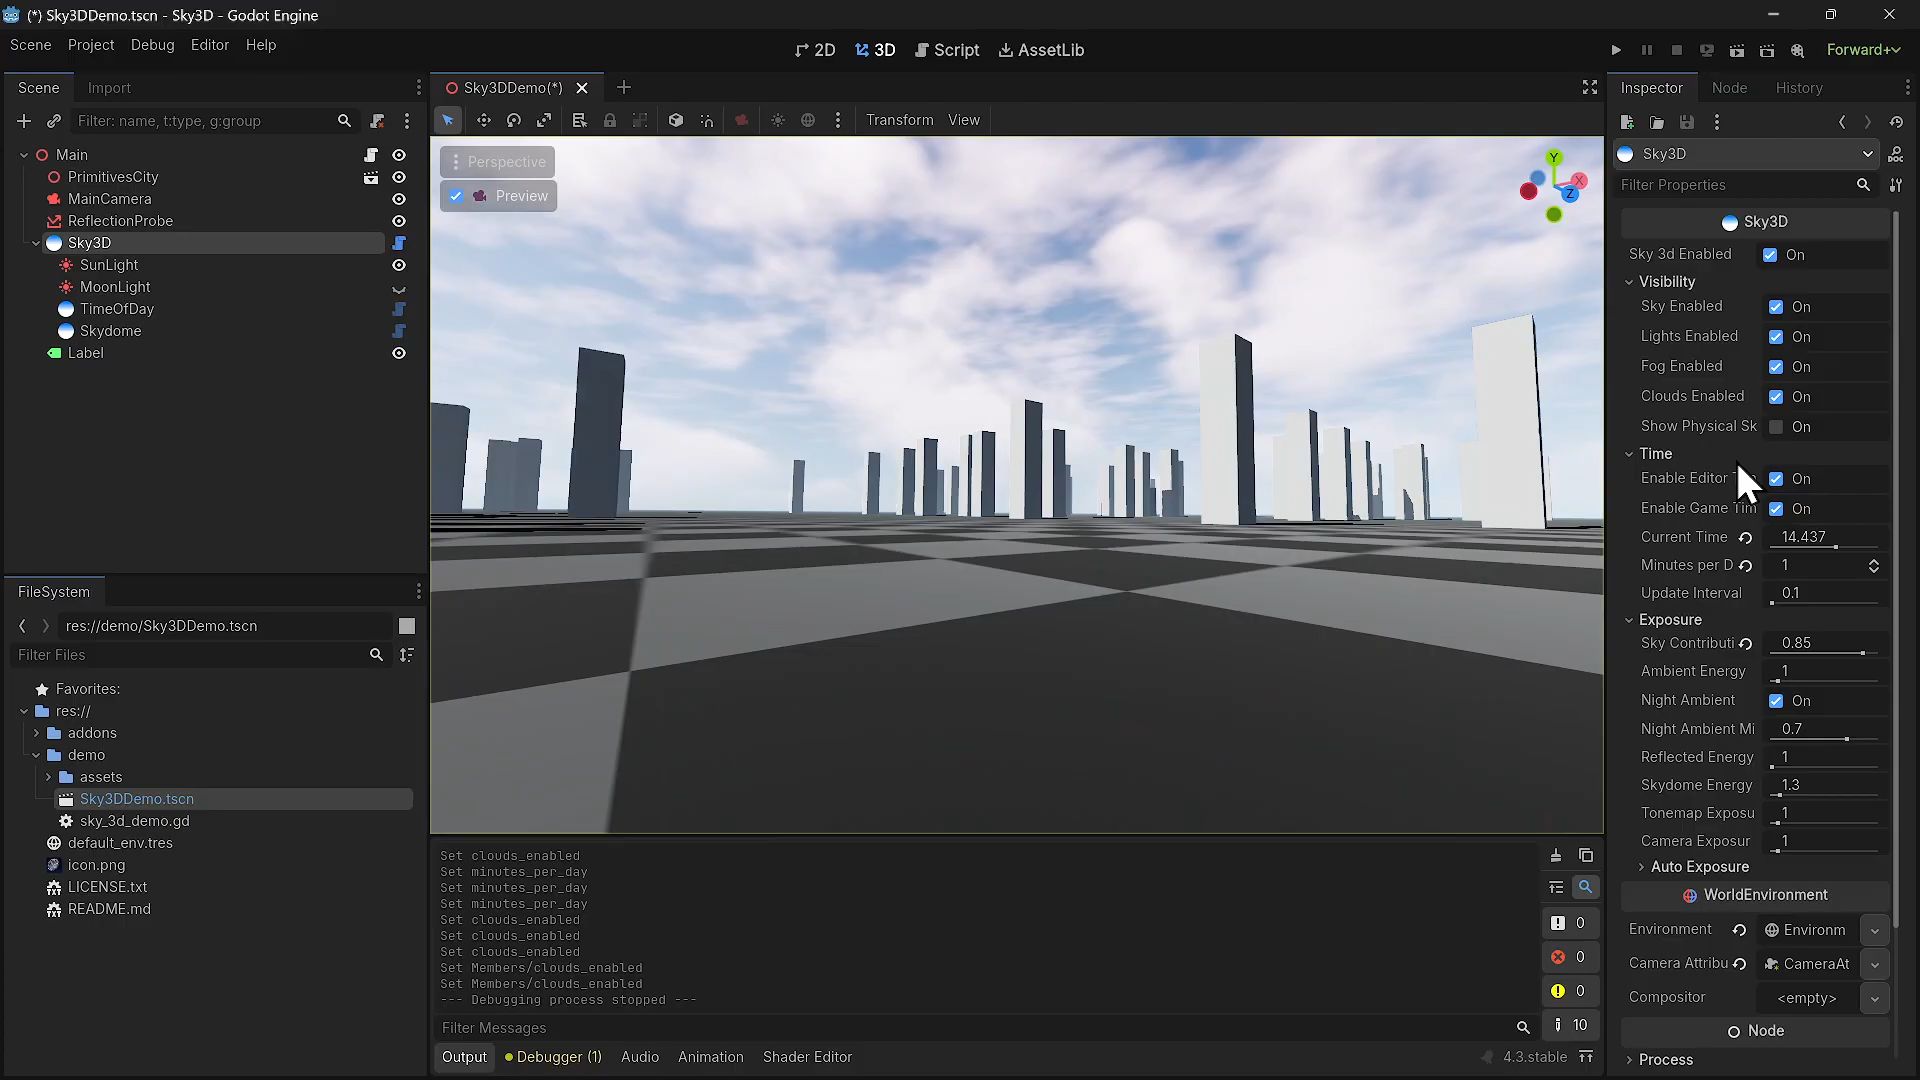 (*) Sky3DDemo.tscn - Sky3D - Godot Engine
Scene Project Debug Editor Help
2D 3D Script AssetLib
Forward+
Scene Import
Filter: name, t:type, g:group
Main
PrimitivesCity
MainCamera
ReflectionProbe
Sky3D
SunLight
MoonLight
TimeOfDay
Skydome
Label
FileSystem
res://demo/Sky3DDemo.tscn
Filter Files
Favorites:
res://
addons
demo
assets
Sky3DDemo.tscn
sky_3d_demo.gd
default_env.tres
icon.png
LICENSE.txt
README.md
Sky3DDemo(*)
Transform View
Perspective
Preview
Y
X
Z
Set clouds_enabled
Set minutes_per_day
Set minutes_per_day
Set minutes_per_day
Set clouds_enabled
Set clouds_enabled
Set clouds_enabled
Set Members/clouds_enabled
Set Members/clouds_enabled
--- Debugging process stopped ---
Filter Messages
0
0
0
10
Output Debugger (1) Audio Animation Shader Editor
4.3.stable
Inspector Node History
Sky3D
Filter Properties
Sky3D
Sky 3d Enabled On
Visibility
Sky Enabled On
Lights Enabled On
Fog Enabled On
Clouds Enabled On
Show Physical Sk On
Time
Enable Editor On
Enable Game Tim On
Current Time 14.437
Minutes per D 1
Update Interval 0.1
Exposure
Sky Contributi 0.85
Ambient Energy 1
Night Ambient On
Night Ambient Mi 0.7
Reflected Energy 1
Skydome Energy 1.3
Tonemap Exposu 1
Camera Exposur 1
Auto Exposure
WorldEnvironment
Environment Environm
Camera Attribu CameraAt
Compositor <empty>
Node
Process